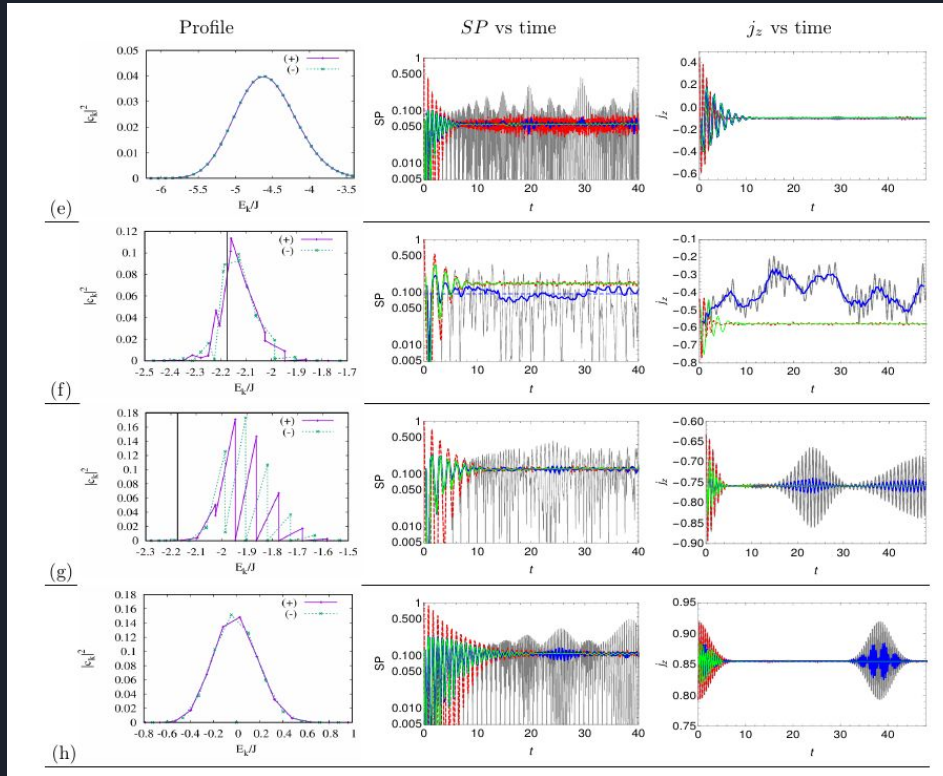 Profile SP vs time j_z vs time
(+)
(-)
|c_k|^2
0.05
0.04
0.03
0.02
0.01
0
-6 -5.5 -5 -4.5 -4 -3.5
E_k/J
SP
1
0.500
0.100
0.050
0.010
0.005
0 10 20 30 40
t
j_z
0.4
0.2
0.0
-0.2
-0.4
-0.6
0 20 40
t
(e)
(+)
(-)
|c_k|^2
0.12
0.1
0.08
0.06
0.04
0.02
0
-2.5 -2.4 -2.3 -2.2 -2.1 -2 -1.9 -1.8 -1.7
E_k/J
SP
1
0.500
0.100
0.050
0.010
0.005
0 10 20 30 40
t
j_z
-0.1
-0.2
-0.3
-0.4
-0.5
-0.6
-0.7
-0.8
0 20 40
t
(f)
(+)
(-)
|c_k|^2
0.18
0.16
0.14
0.12
0.1
0.08
0.06
0.04
0.02
0
-2.3 -2.2 -2.1 -2 -1.9 -1.8 -1.7 -1.6 -1.5
E_k/J
SP
1
0.500
0.100
0.050
0.010
0.005
0 10 20 30 40
t
j_z
-0.60
-0.65
-0.70
-0.75
-0.80
-0.85
-0.90
0 20 40
t
(g)
(+)
(-)
|c_k|^2
0.18
0.16
0.14
0.12
0.1
0.08
0.06
0.04
0.02
0
-0.8 -0.6 -0.4 -0.2 0 0.2 0.4 0.6 0.8 1
E_k/J
SP
1
0.500
0.100
0.050
0.010
0.005
0 10 20 30 40
t
j_z
0.95
0.90
0.85
0.80
0.75
0 20 40
t
(h)